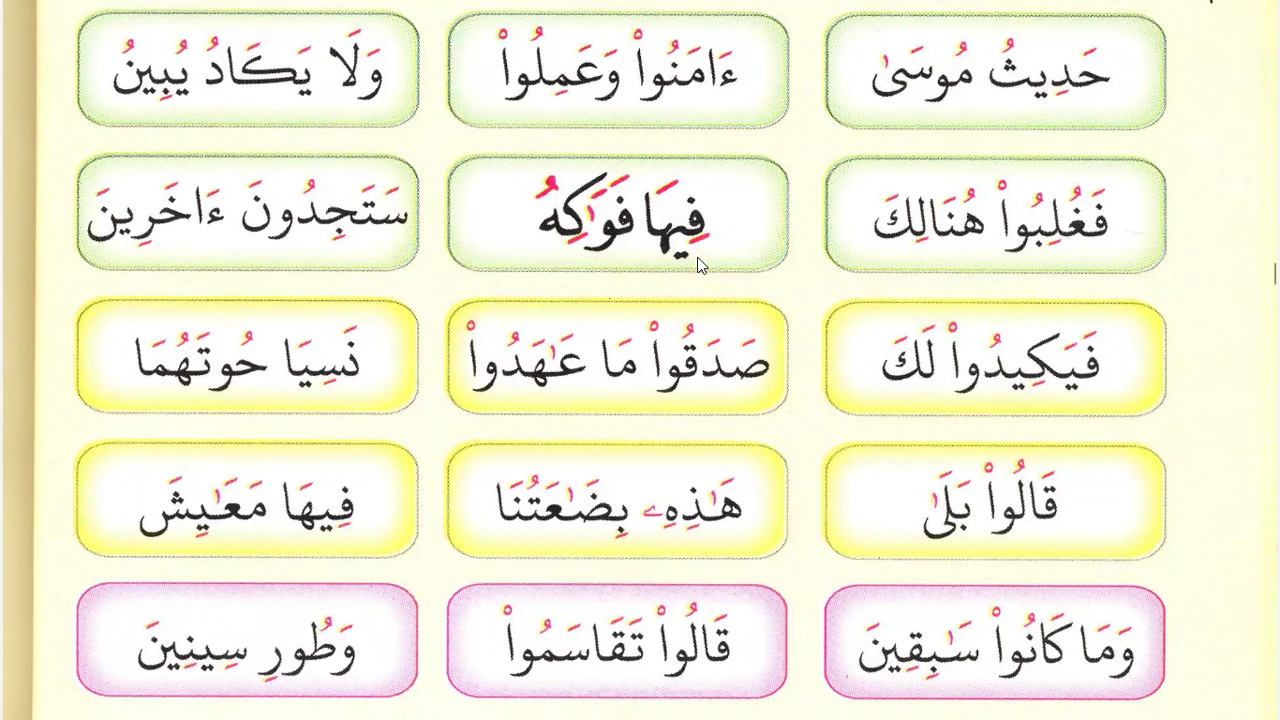 حَدِيثُ مُوسَىٰ ءَامَنُوا۟ وَعَمِلُوا۟ وَلَا يَكَادُ يُبِينُ
فَغُلِبُوا۟ هُنَالِكَ فِيهَا فَوَٰكِهُ سَتَجِدُونَ ءَاخَرِينَ
فَيَكِيدُوا۟ لَكَ صَدَقُوا۟ مَا عَـٰهَدُوا۟ نَسِيَا حُوتَهُمَا
قَالُوا۟ بَلَىٰ هَـٰذِهِۦ بِضَـٰعَتُنَا فِيهَا مَعَـٰيِشَ
وَمَا كَانُوا۟ سَـٰبِقِينَ قَالُوا۟ تَقَاسَمُوا۟ وَطُورِ سِينِينَ